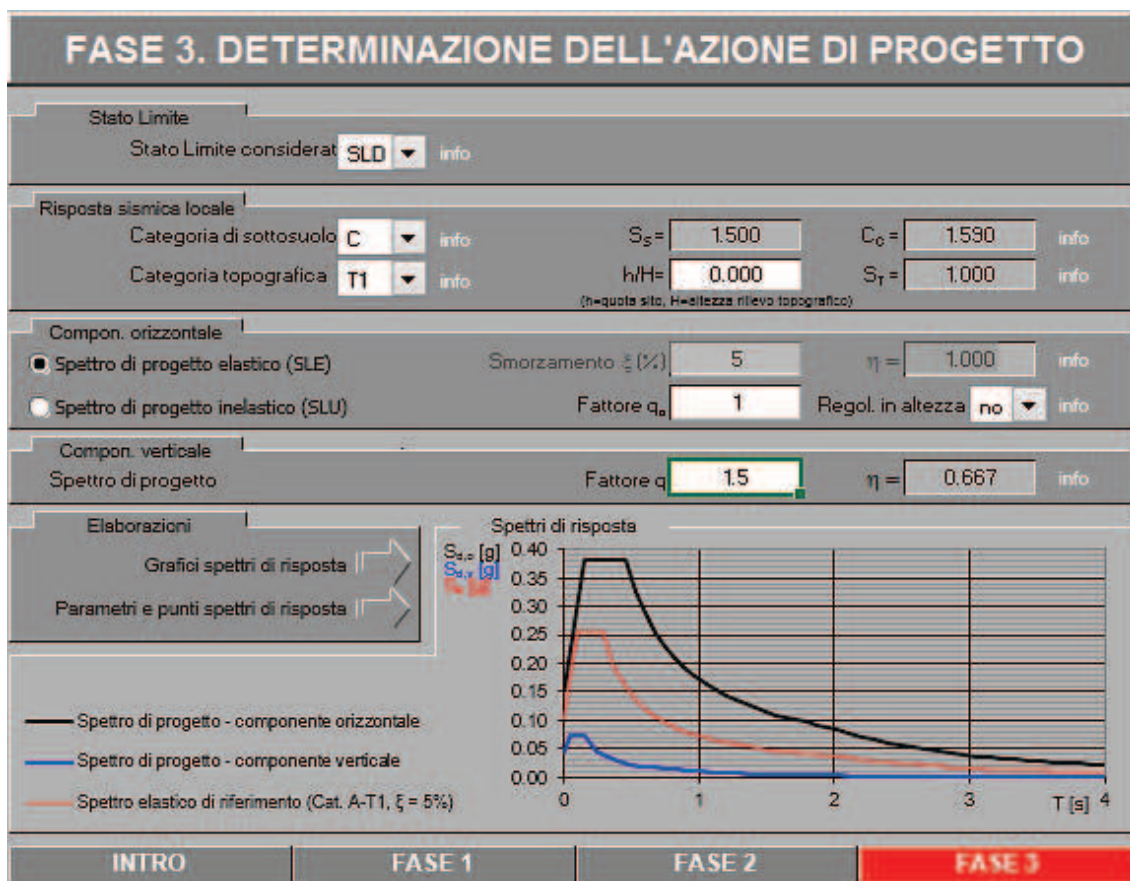 FASE 3. DETERMINAZIONE DELL'AZIONE DI PROGETTO
Stato Limite
Stato Limite considerat SLD info
Risposta sismica locale
Categoria di sottosuolo C info S_S = 1.500 C_C = 1.590 info
Categoria topografica T1 info h/H= 0.000 S_T = 1.000 info
(h=quota sito, H=altezza rilievo topografico)
Compon. orizzontale
Spettro di progetto elastico (SLE) Smorzamento ξ (%) 5 η = 1.000 info
Spettro di progetto inelastico (SLU) Fattore q_o 1 Regol. in altezza no info
Compon. verticale
Spettro di progetto Fattore q 1.5 η = 0.667 info
Elaborazioni
Grafici spettri di risposta
Parametri e punti spettri di risposta
Spettri di risposta
S_d,o [g]
S_d,v [g]
0.40
0.35
0.30
0.25
0.20
0.15
0.10
0.05
0.00
0 1 2 3 T [s] 4
Spettro di progetto - componente orizzontale
Spettro di progetto - componente verticale
Spettro elastico di riferimento (Cat. A-T1, ξ = 5%)
INTRO FASE 1 FASE 2 FASE 3